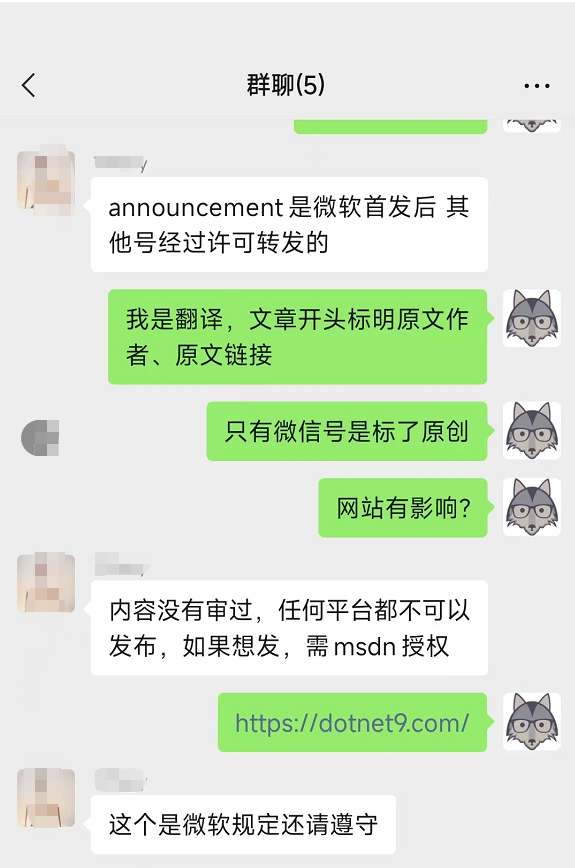 群聊(5)
announcement 是微软首发后 其
他号经过许可转发的
我是翻译，文章开头标明原文作
者、原文链接
只有微信号是标了原创
网站有影响？
内容没有审过，任何平台都不可以
发布，如果想发，需 msdn 授权
https://dotnet9.com/
这个是微软规定还请遵守